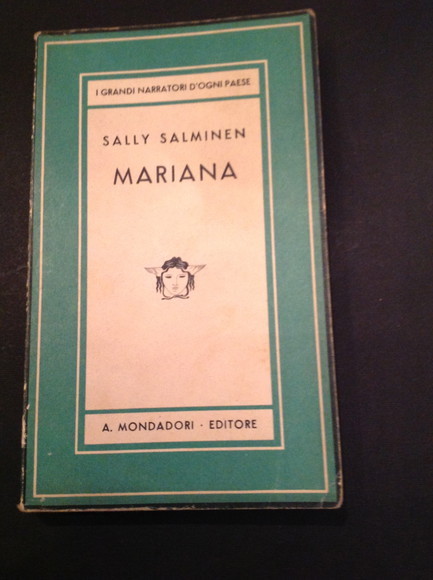 I GRANDI NARRATORI D'OGNI PAESE
SALLY SALMINEN
MARIANA
A. MONDADORI · EDITORE